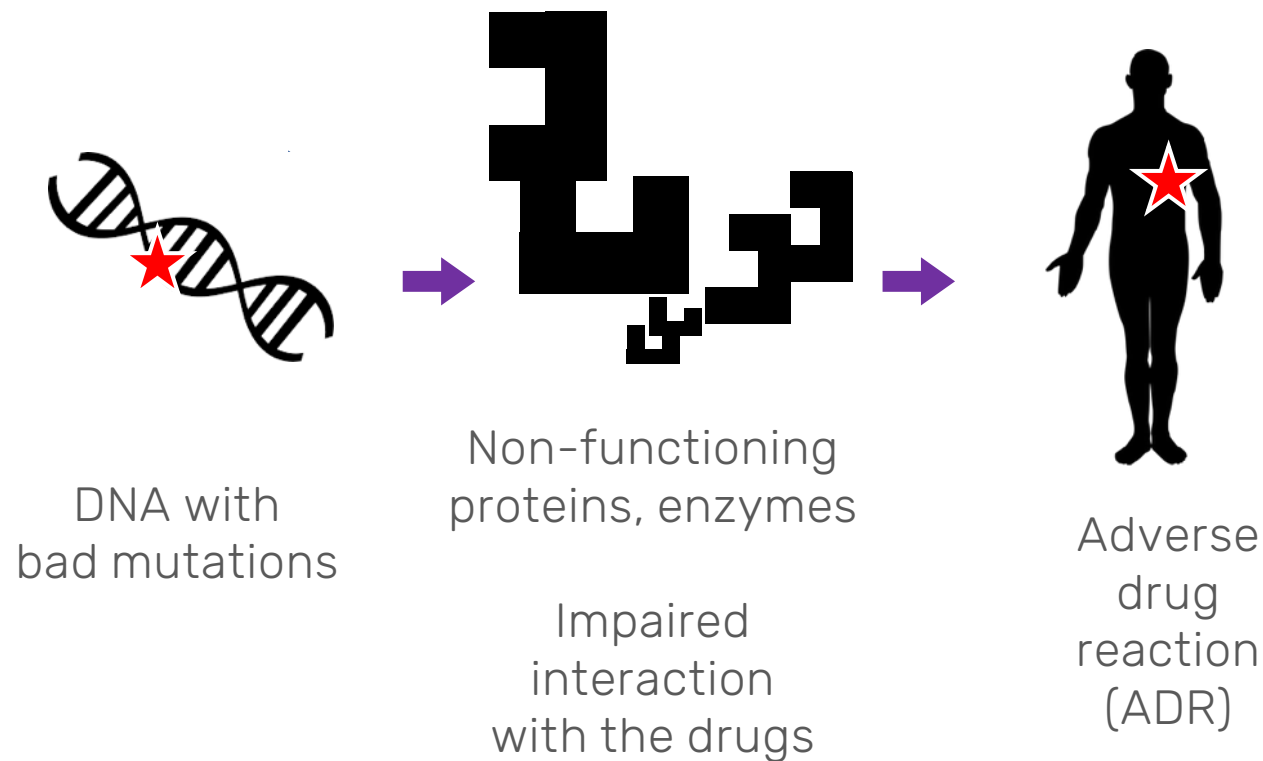 DNA with
bad mutations
Non-functioning
proteins, enzymes
Impaired
interaction
with the drugs
Adverse
drug
reaction
(ADR)